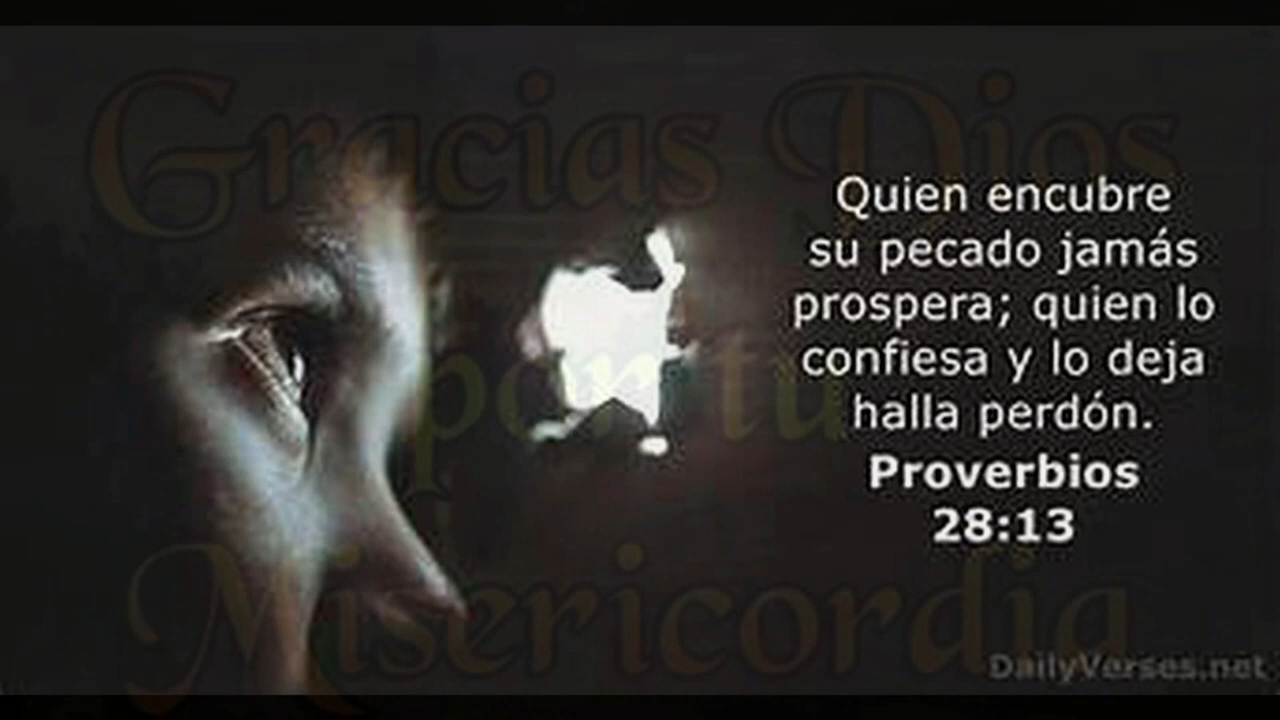 Gracias Dios
por tu
Misericordia
Quien encubre
su pecado jamás
prospera; quien lo
confiesa y lo deja
halla perdón.
Proverbios
28:13
DailyVerses.net